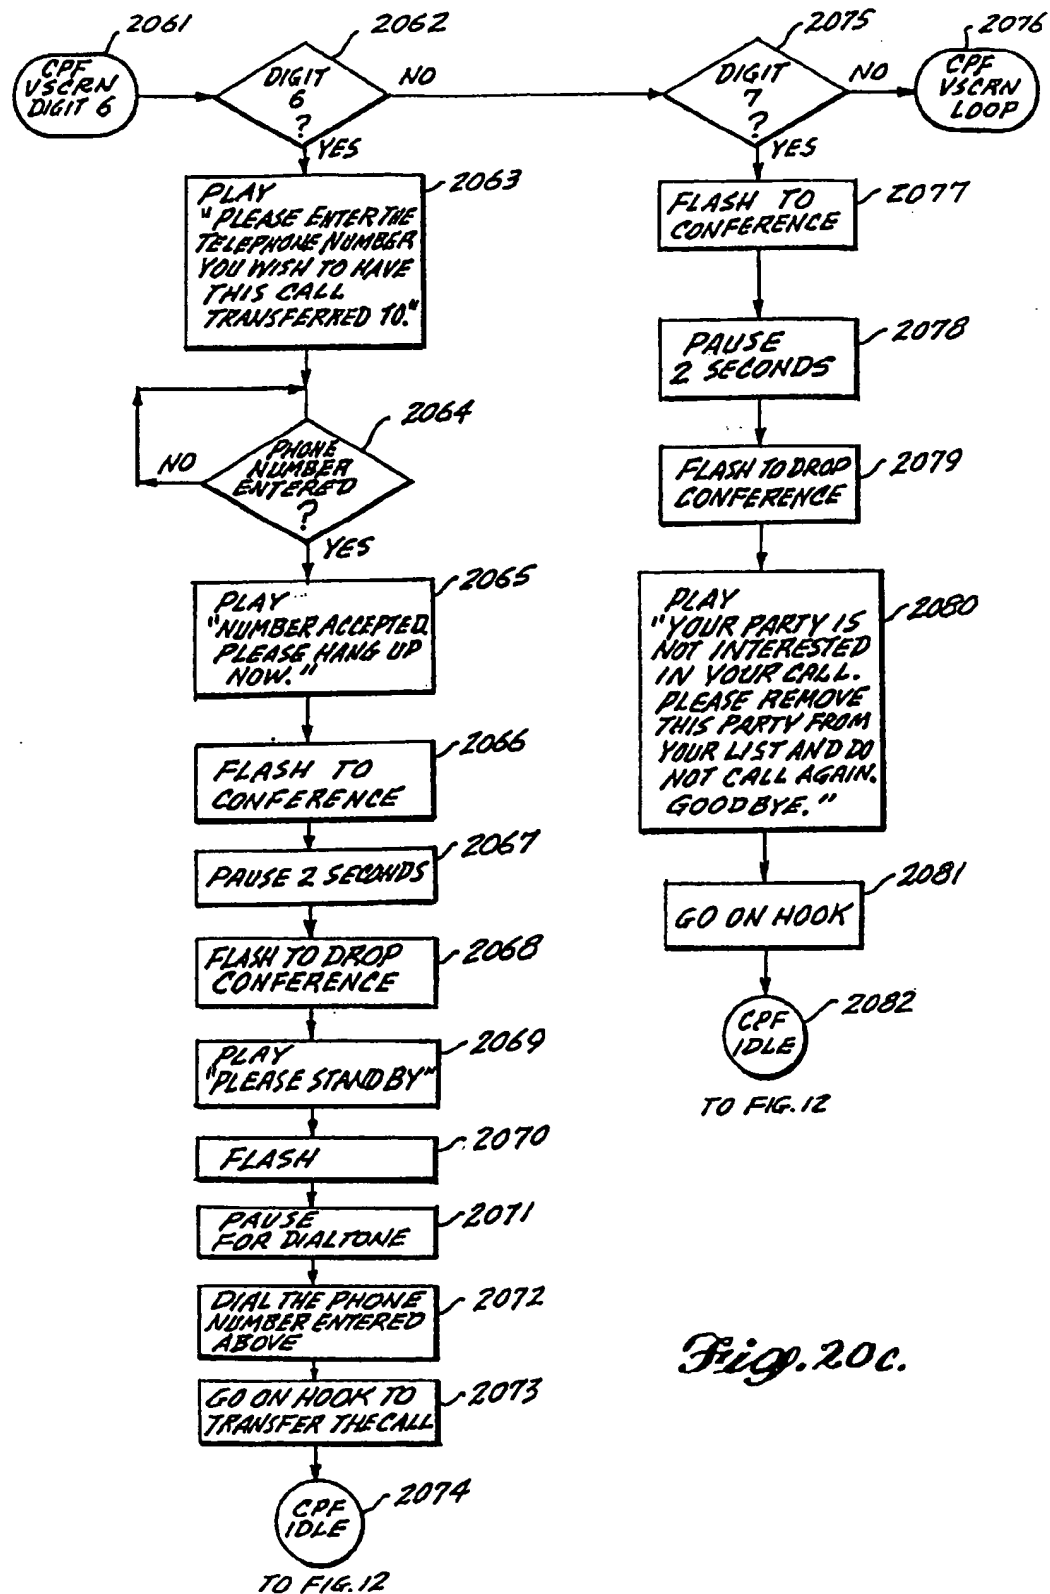 2061
CPF
VSCRN
DIGIT 6
2062
DIGIT
6
?
NO
YES
2063
PLAY
"PLEASE ENTER THE
TELEPHONE NUMBER
YOU WISH TO HAVE
THIS CALL
TRANSFERRED TO."
2064
PHONE
NUMBER
ENTERED
?
NO
YES
2065
PLAY
"NUMBER ACCEPTED.
PLEASE HANG UP
NOW."
2066
FLASH TO
CONFERENCE
2067
PAUSE 2 SECONDS
2068
FLASH TO DROP
CONFERENCE
2069
PLAY
"PLEASE STAND BY"
2070
FLASH
2071
PAUSE
FOR DIALTONE
2072
DIAL THE PHONE
NUMBER ENTERED
ABOVE
2073
GO ON HOOK TO
TRANSFER THE CALL
2074
CPF
IDLE
TO FIG. 12
2075
DIGIT
7
?
NO
YES
2076
CPF
VSCRN
LOOP
2077
FLASH TO
CONFERENCE
2078
PAUSE
2 SECONDS
2079
FLASH TO DROP
CONFERENCE
2080
PLAY
"YOUR PARTY IS
NOT INTERESTED
IN YOUR CALL.
PLEASE REMOVE
THIS PARTY FROM
YOUR LIST AND DO
NOT CALL AGAIN.
GOODBYE."
2081
GO ON HOOK
2082
CPF
IDLE
TO FIG. 12
Fig. 20c.